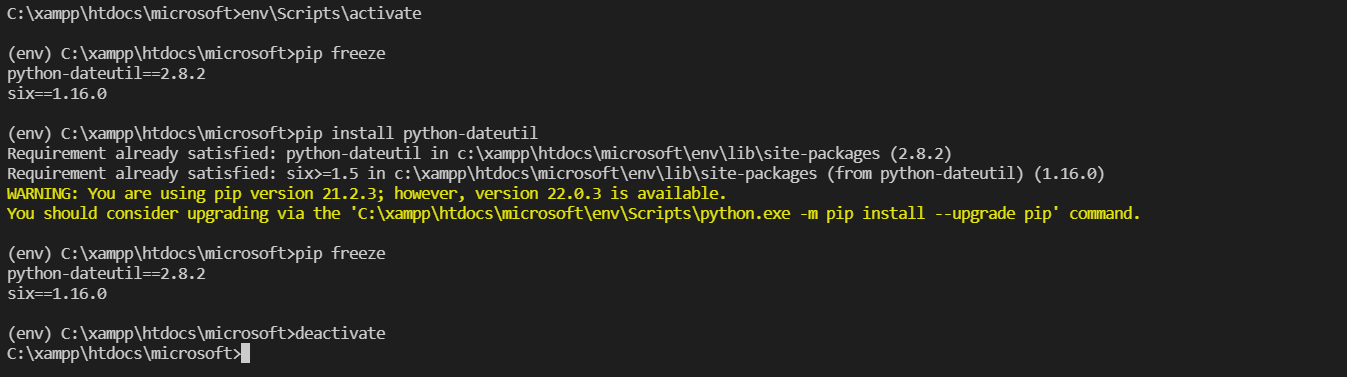 C:\xampp\htdocs\microsoft>env\Scripts\activate
(env) C:\xampp\htdocs\microsoft>pip freeze
python-dateutil==2.8.2
six==1.16.0
(env) C:\xampp\htdocs\microsoft>pip install python-dateutil
Requirement already satisfied: python-dateutil in c:\xampp\htdocs\microsoft\env\lib\site-packages (2.8.2)
Requirement already satisfied: six>=1.5 in c:\xampp\htdocs\microsoft\env\lib\site-packages (from python-dateutil) (1.16.0)
WARNING: You are using pip version 21.2.3; however, version 22.0.3 is available.
You should consider upgrading via the 'C:\xampp\htdocs\microsoft\env\Scripts\python.exe -m pip install --upgrade pip' command.
(env) C:\xampp\htdocs\microsoft>pip freeze
python-dateutil==2.8.2
six==1.16.0
(env) C:\xampp\htdocs\microsoft>deactivate
C:\xampp\htdocs\microsoft>